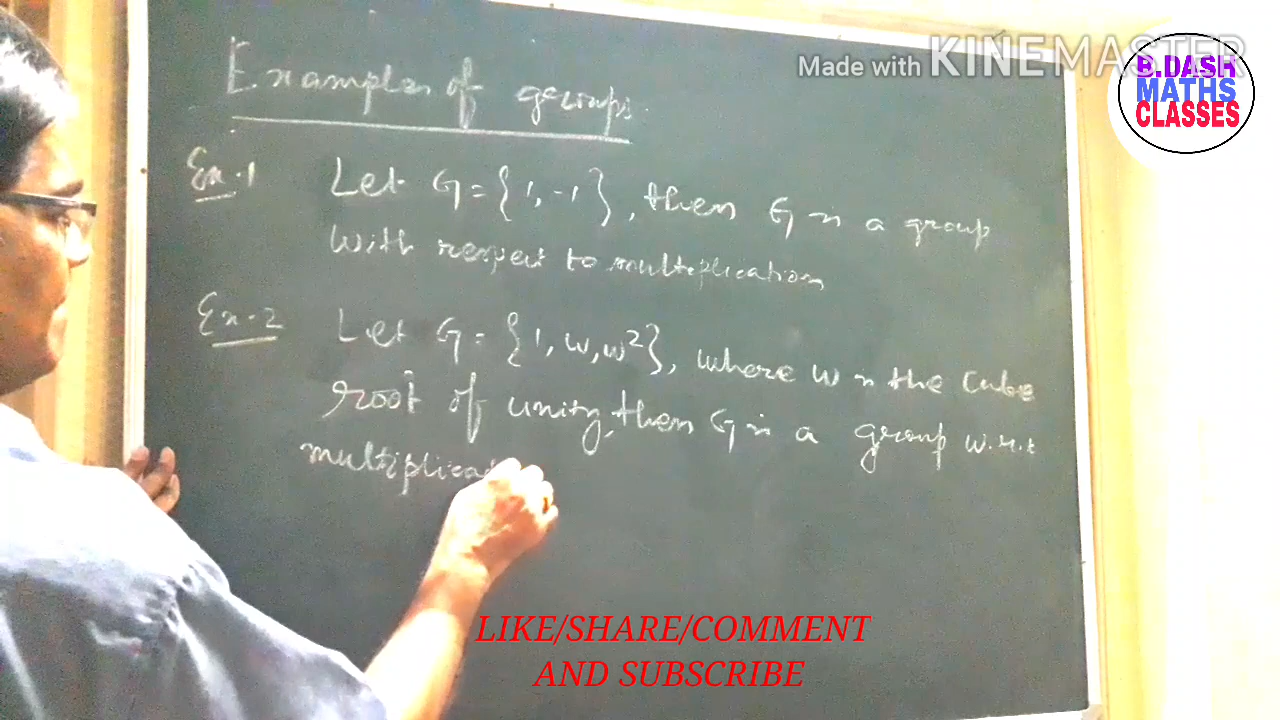 Made with KINEMASTER
B.DASH
MATHS
CLASSES
Examples of groups
Ex.1 Let G = {1, -1}, then G is a group
with respect to multiplication
Ex.2 Let G = {1, w, w²}, where w is the cube
root of unity, then G is a group w.r.t
multiplicat
LIKE/SHARE/COMMENT
AND SUBSCRIBE